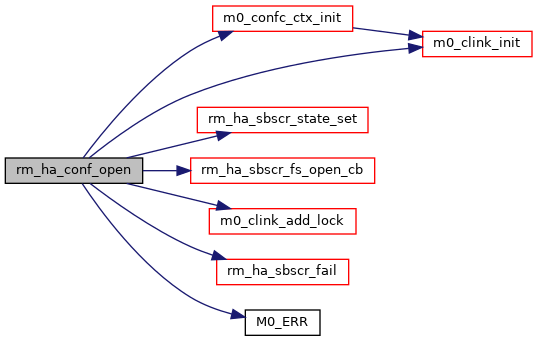 m0_confc_ctx_init
m0_clink_init
rm_ha_sbscr_state_set
rm_ha_conf_open
rm_ha_sbscr_fs_open_cb
m0_clink_add_lock
rm_ha_sbscr_fail
M0_ERR